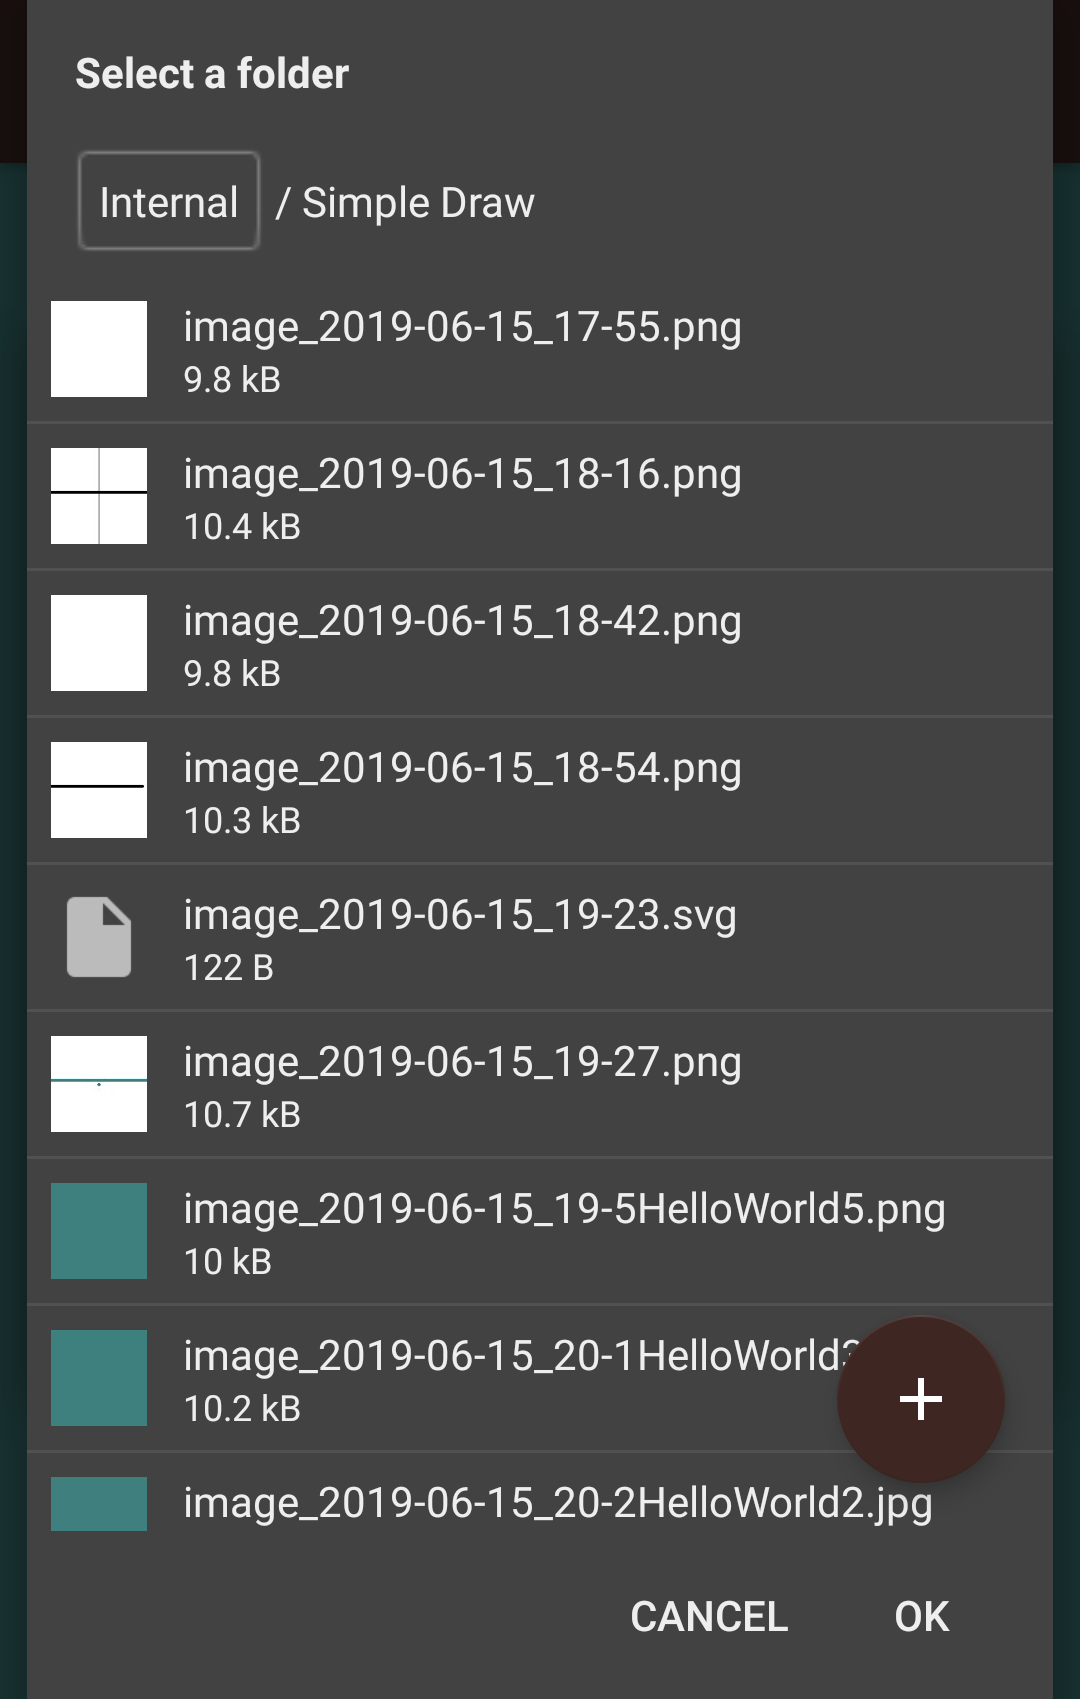 Select a folder
Internal / Simple Draw
image_2019-06-15_17-55.png
9.8 kB
image_2019-06-15_18-16.png
10.4 kB
image_2019-06-15_18-42.png
9.8 kB
image_2019-06-15_18-54.png
10.3 kB
image_2019-06-15_19-23.svg
122 B
image_2019-06-15_19-27.png
10.7 kB
image_2019-06-15_19-5HelloWorld5.png
10 kB
image_2019-06-15_20-1HelloWorld
10.2 kB
image_2019-06-15_20-2HelloWorld2.jpg
CANCEL OK